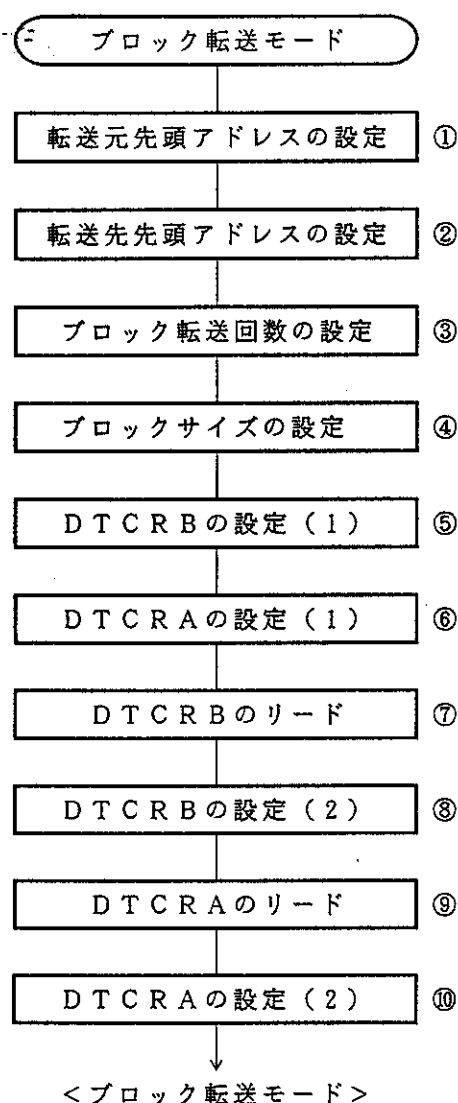 ブロック転送モード
転送元先頭アドレスの設定 ①
転送先先頭アドレスの設定 ②
ブロック転送回数の設定 ③
ブロックサイズの設定 ④
DTCRBの設定(1) ⑤
DTCRAの設定(1) ⑥
DTCRBのリード ⑦
DTCRBの設定(2) ⑧
DTCRAのリード ⑨
DTCRAの設定(2) ⑩
<ブロック転送モード>